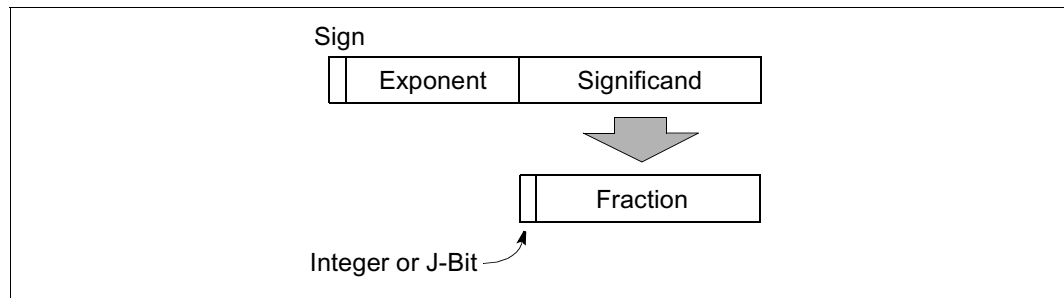 Sign
Exponent Significand
Fraction
Integer or J-Bit